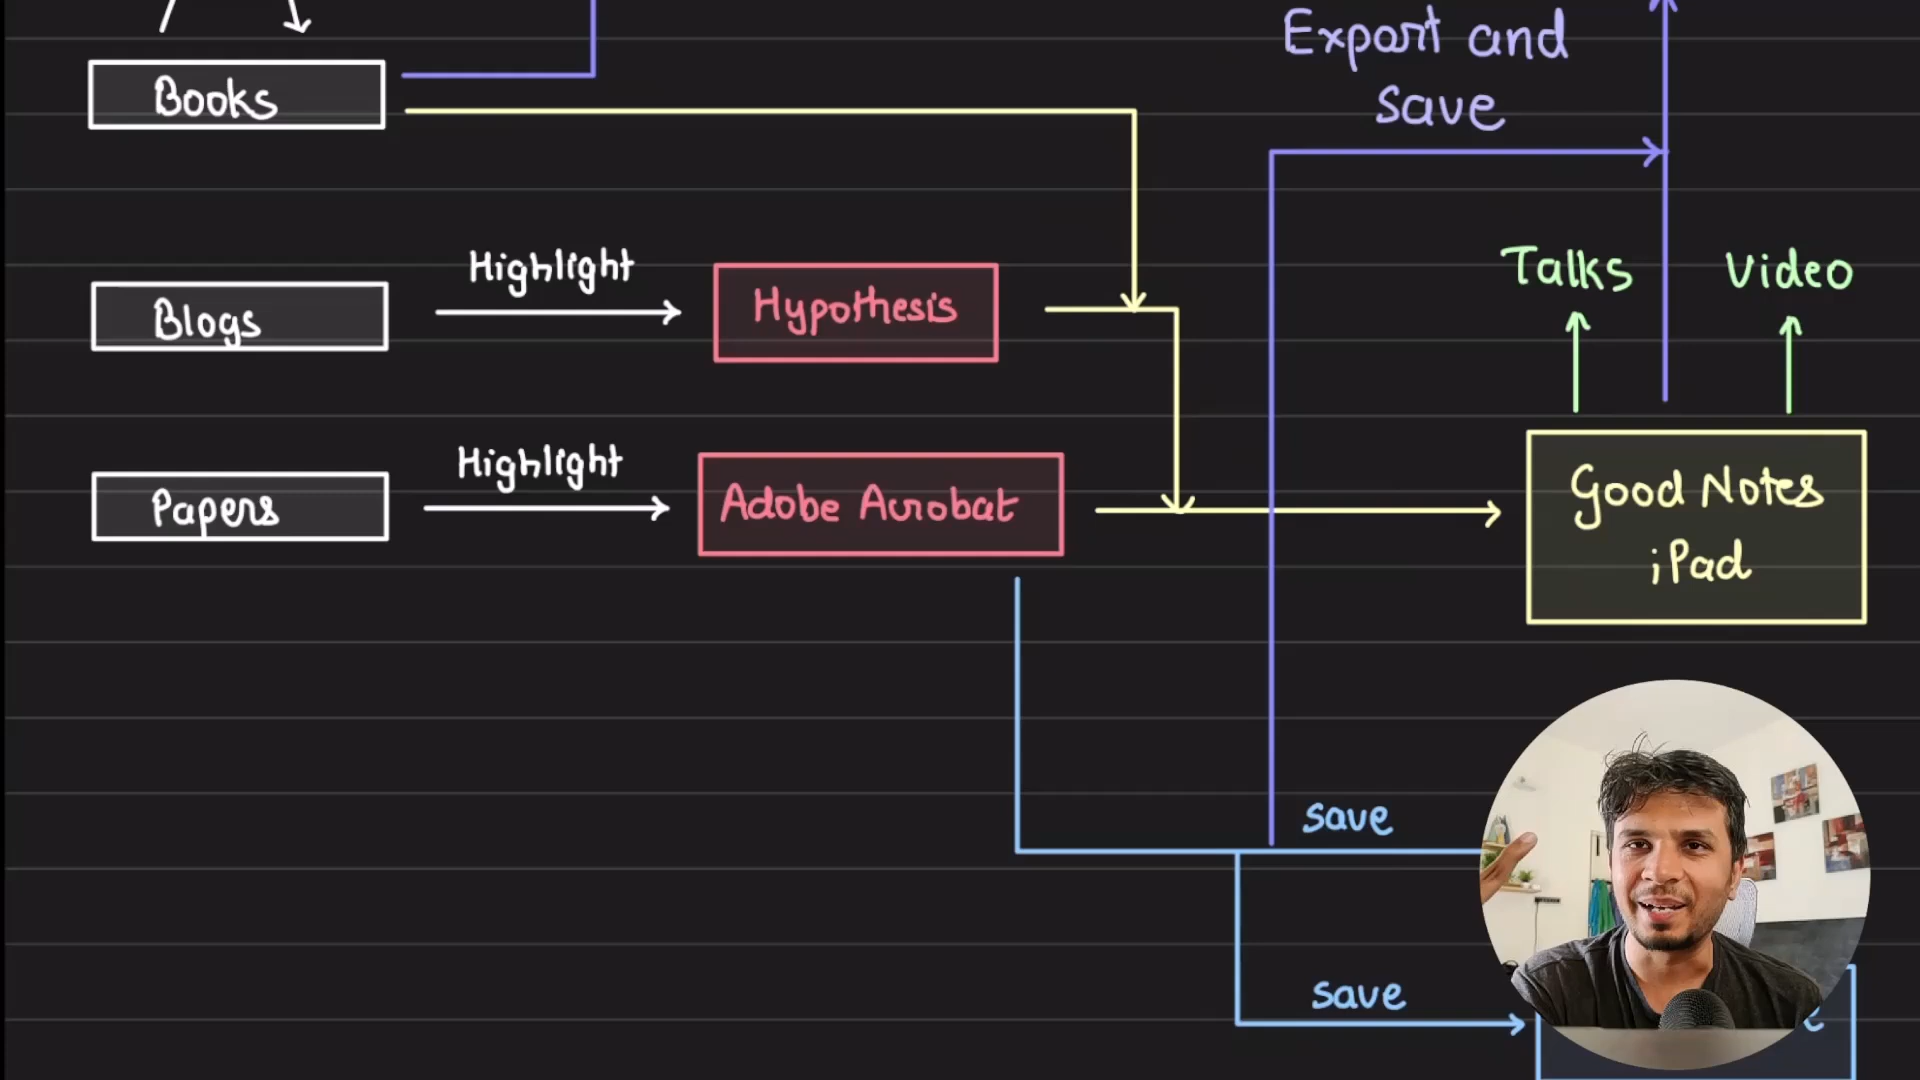 Export and
save
Books
Highlight
Hypothesis
Talks
Video
Blogs
Highlight
Adobe Acrobat
Good Notes
iPad
Papers
save
save